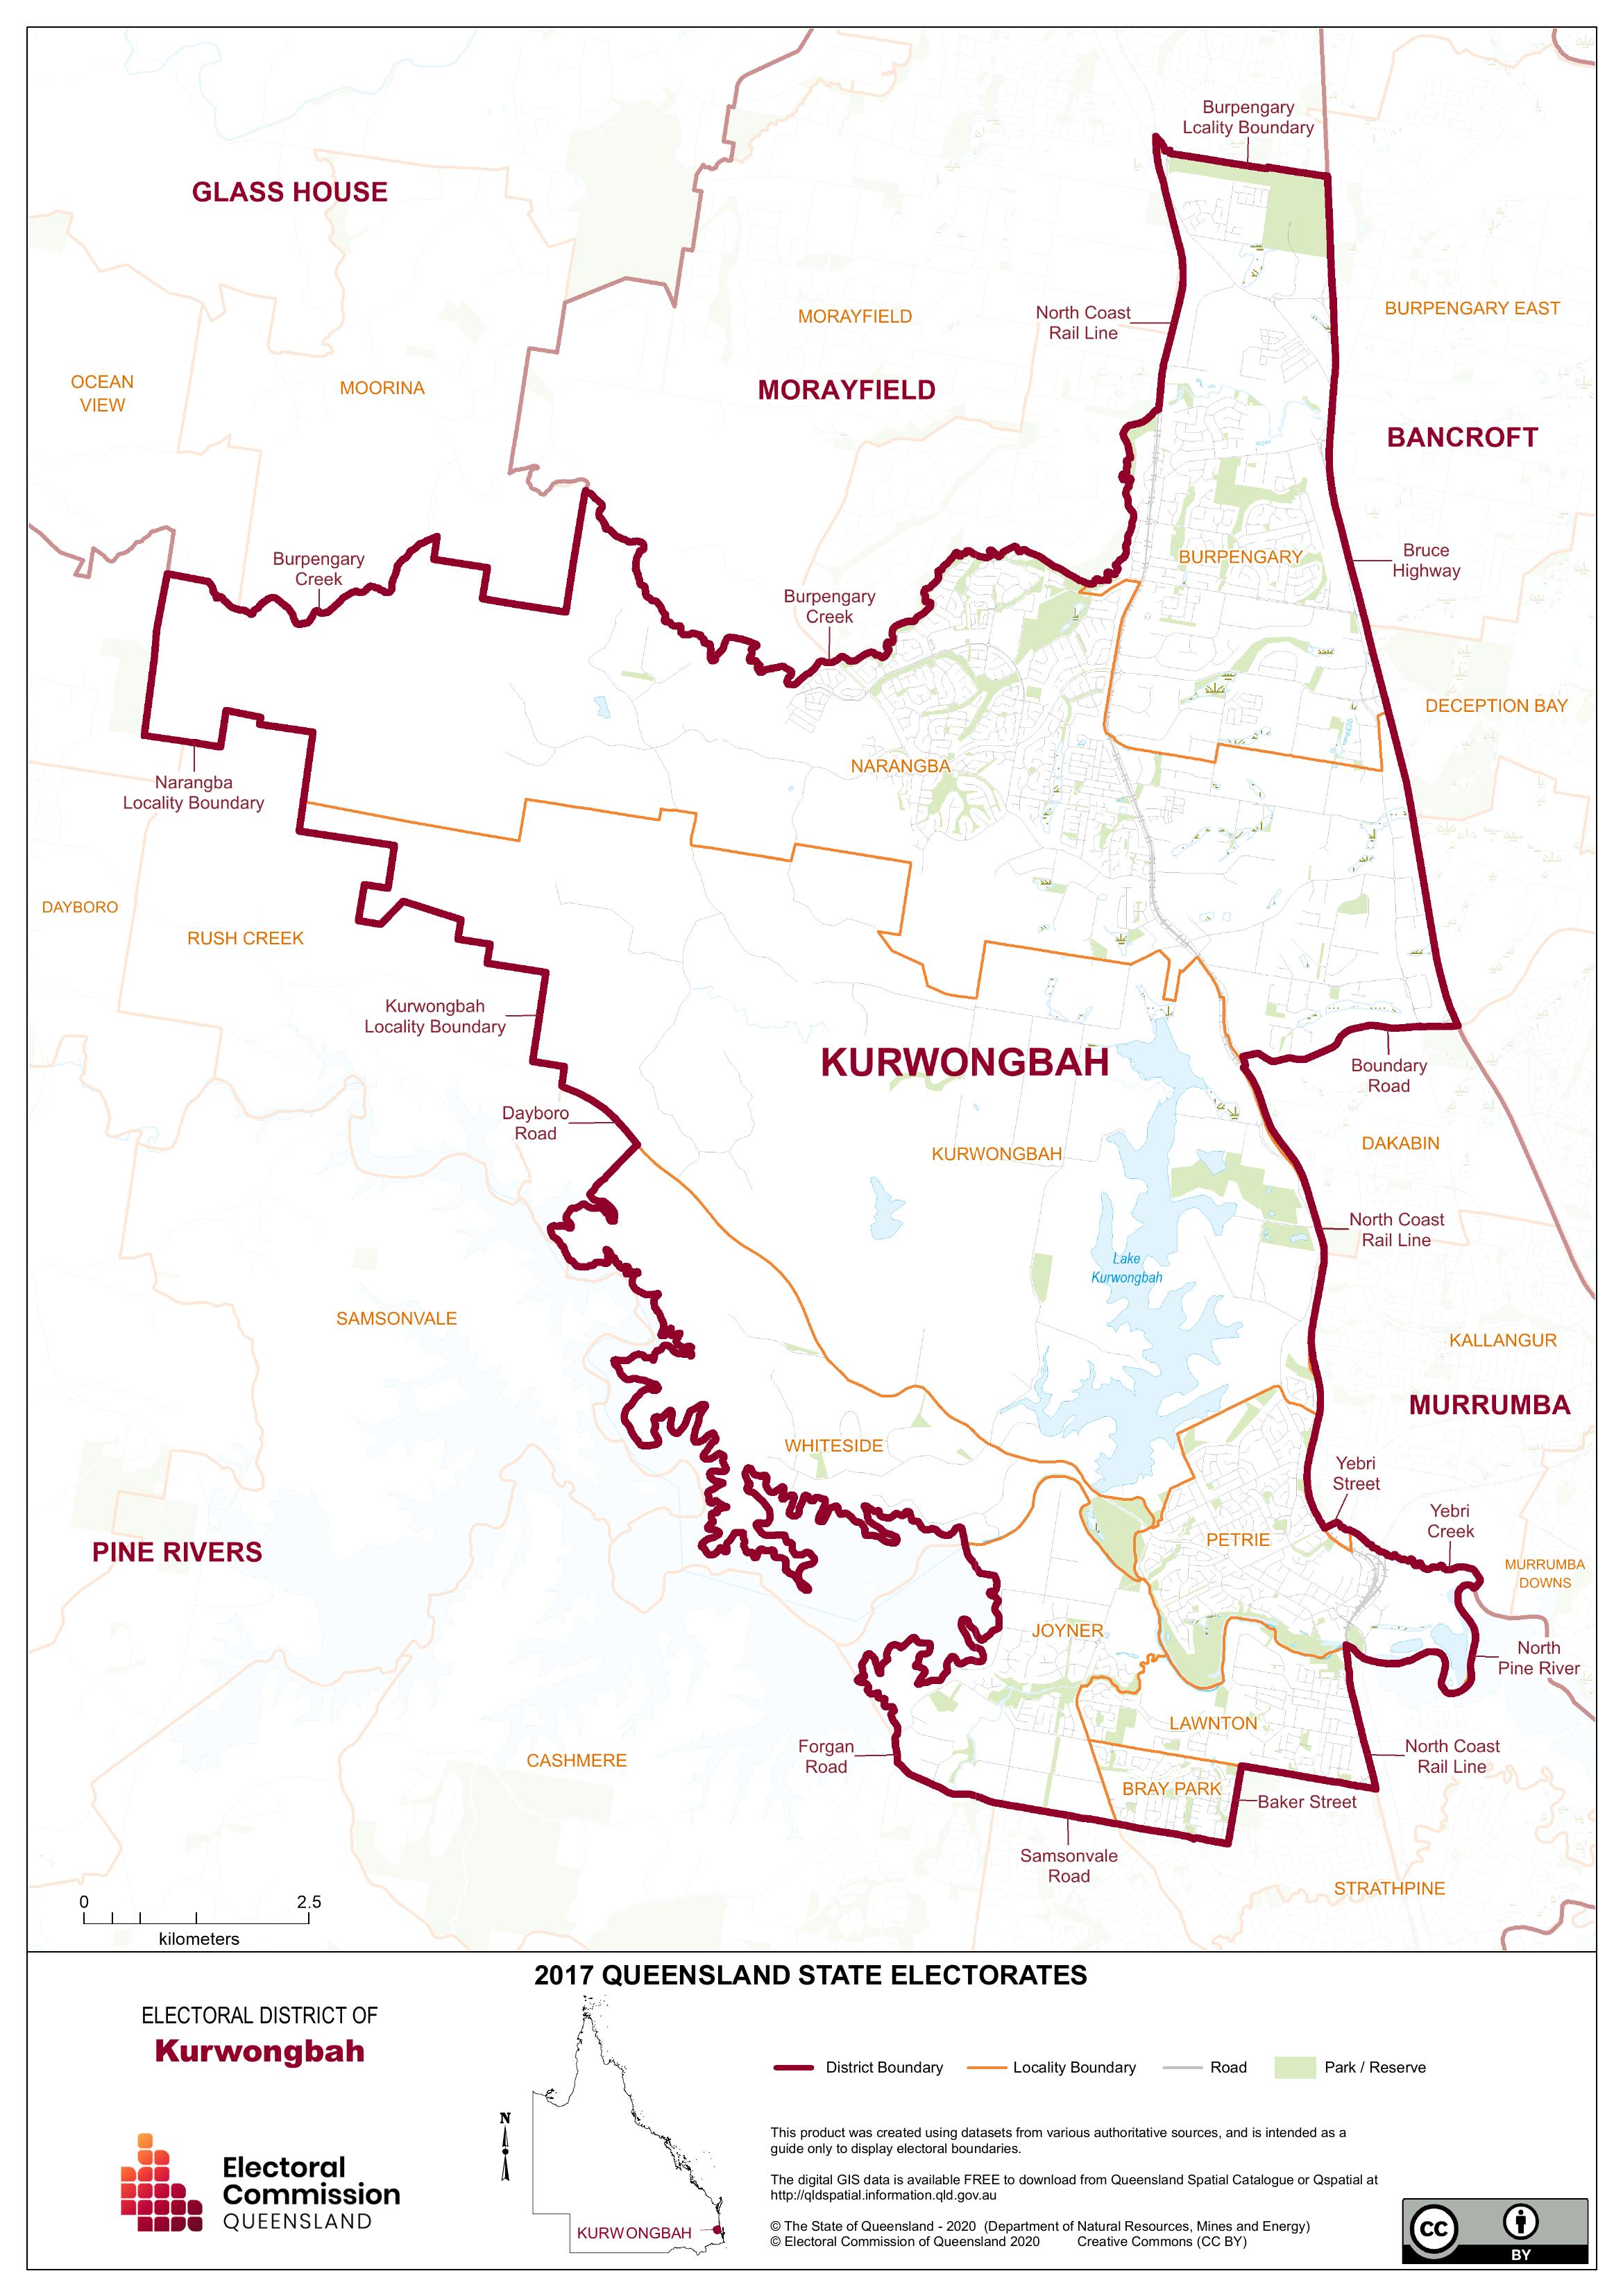 Burpengary
Lcality Boundary
GLASS HOUSE
MORAYFIELD
North Coast
Rail Line
BURPENGARY EAST
OCEAN
VIEW
MOORINA
MORAYFIELD
BANCROFT
Burpengary
Creek
BURPENGARY
Bruce
Highway
Burpengary
Creek
DECEPTION BAY
NARANGBA
Narangba
Locality Boundary
DAYBORO
RUSH CREEK
Kurwongbah
Locality Boundary
KURWONGBAH
Boundary
Road
Dayboro
Road
KURWONGBAH
DAKABIN
North Coast
Rail Line
Lake
Kurwongbah
SAMSONVALE
KALLANGUR
MURRUMBA
WHITESIDE
Yebri
Street
Yebri
Creek
PETRIE
PINE RIVERS
MURRUMBA
DOWNS
JOYNER
North
Pine River
LAWNTON
Forgan
Road
CASHMERE
North Coast
Rail Line
BRAY PARK
Baker Street
Samsonvale
Road
STRATHPINE
0 2.5
kilometers
2017 QUEENSLAND STATE ELECTORATES
ELECTORAL DISTRICT OF
Kurwongbah
District Boundary
Locality Boundary
Road
Park / Reserve
N
KURWONGBAH
Electoral
Commission
QUEENSLAND
This product was created using datasets from various authoritative sources, and is intended as a
guide only to display electoral boundaries.
The digital GIS data is available FREE to download from Queensland Spatial Catalogue or Qspatial at
http://qldspatial.information.qld.gov.au
© The State of Queensland - 2020 (Department of Natural Resources, Mines and Energy)
© Electoral Commission of Queensland 2020 Creative Commons (CC BY)
CC
BY